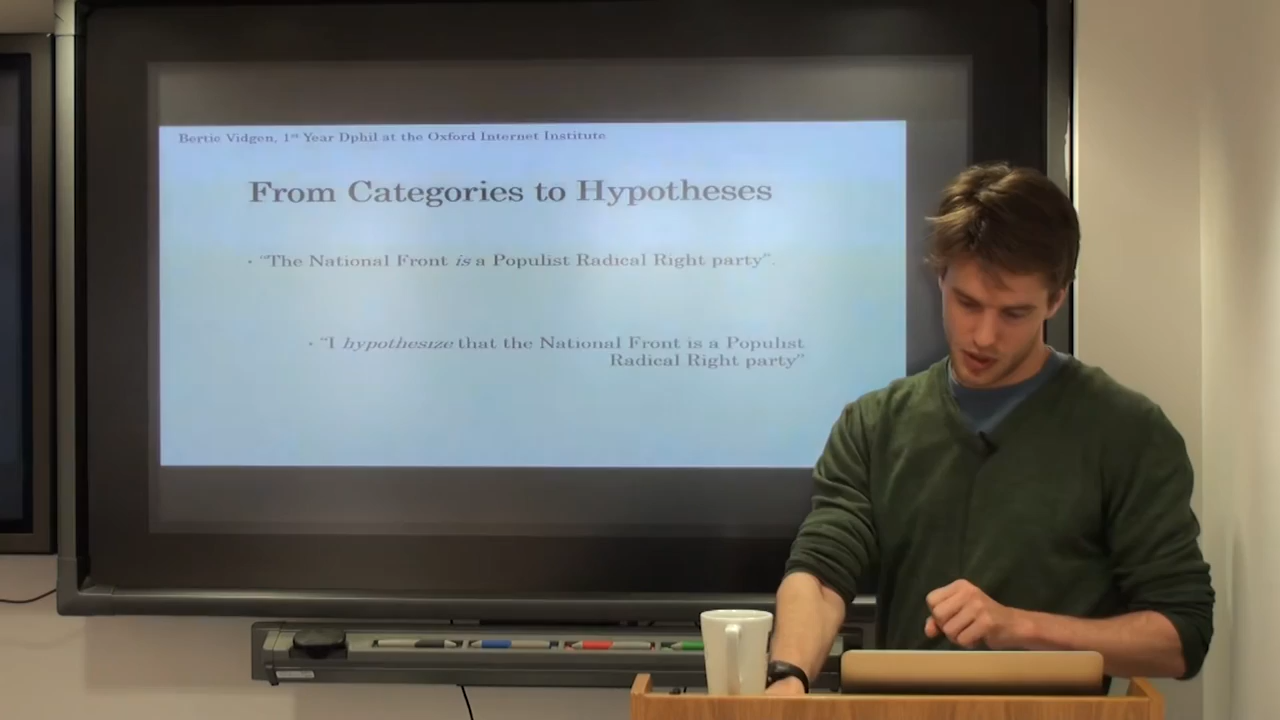 Bertie Vidgen, 1st Year Dphil at the Oxford Internet Institute
From Categories to Hypotheses
• "The National Front is a Populist Radical Right party".
• "I hypothesize that the National Front is a Populist
Radical Right party"